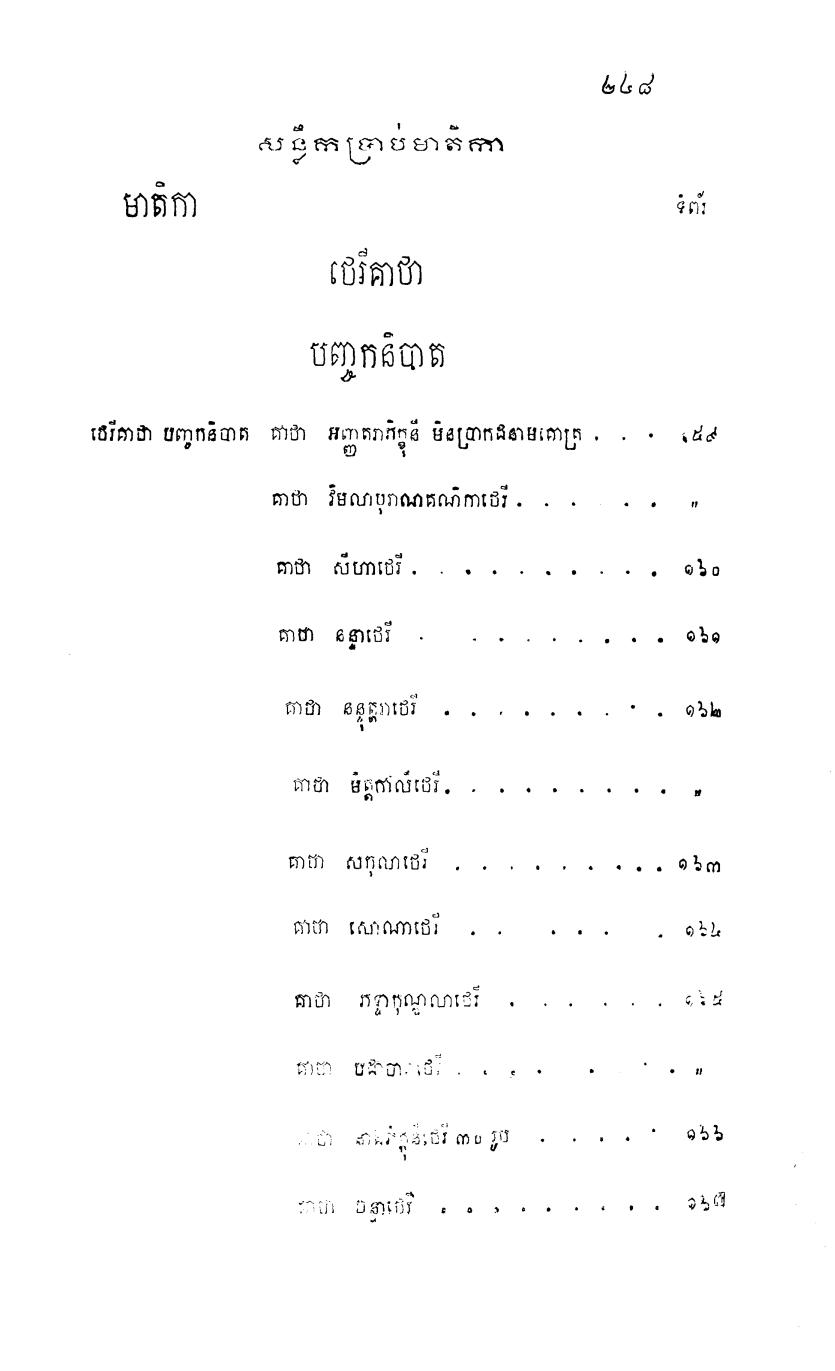 ២៤៨
សន្លឹកប្រាប់មាតិកា
មាតិកា ទំព័រ
ថេរីគាថា
បញ្ចកនិបាត
ថេរីគាថា បញ្ចកនិបាត គាថា អញ្ញតរាភិក្ខុនី មិនប្រាកដនាមគោត្រ . . . ១៥៩
គាថា វិមលាបុរាណគណិកាថេរី . . . . . "
គាថា សីហាថេរី . . . . . . . . . . ១៦០
គាថា នន្ទាថេរី . . . . . . . . . ១៦១
គាថា នន្ទុត្តរាថេរី . . . . . . . . . ១៦២
គាថា មិត្តកាលីថេរី . . . . . . . . . "
គាថា សកុលាថេរី . . . . . . . . . ១៦៣
គាថា សោណាថេរី . . . . . . ១៦៤
គាថា ភទ្ទាកុណ្ឌលាថេរី . . . . . . ១៦៥
គាថា បដាចារាថេរី . . . . . . . "
គាថា ថេរី ៣០ រូប . . . . . ១៦៦
គាថា ចន្ទាថេរី . . . . . . . . . ១៦៧